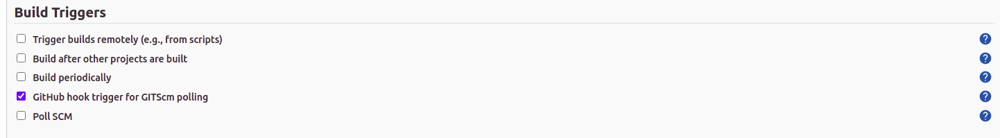 Build Triggers
Trigger builds remotely (e.g., from scripts)
?
Build after other projects are built
?
Build periodically
?
GitHub hook trigger for GITScm polling
?
Poll SCM
?